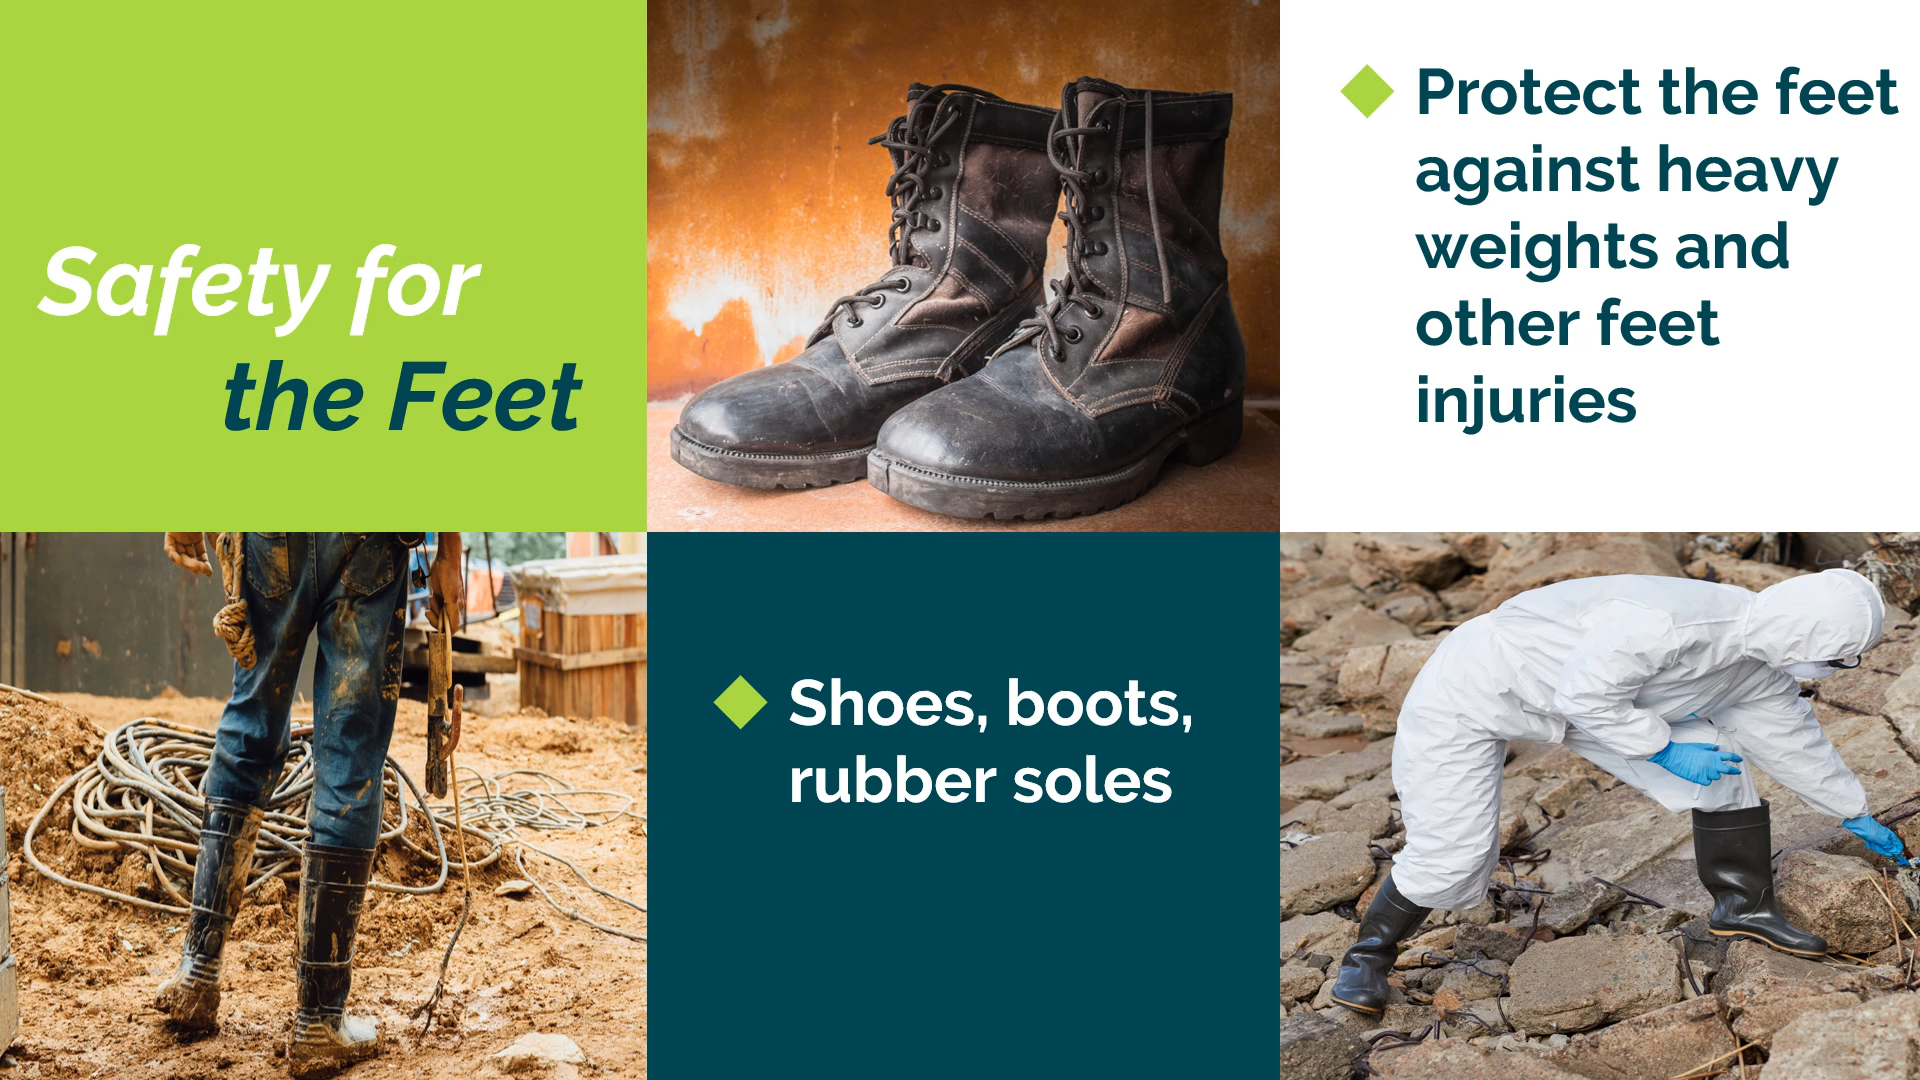 Safety for
the Feet
Protect the feet
against heavy
weights and
other feet
injuries
Shoes, boots,
rubber soles